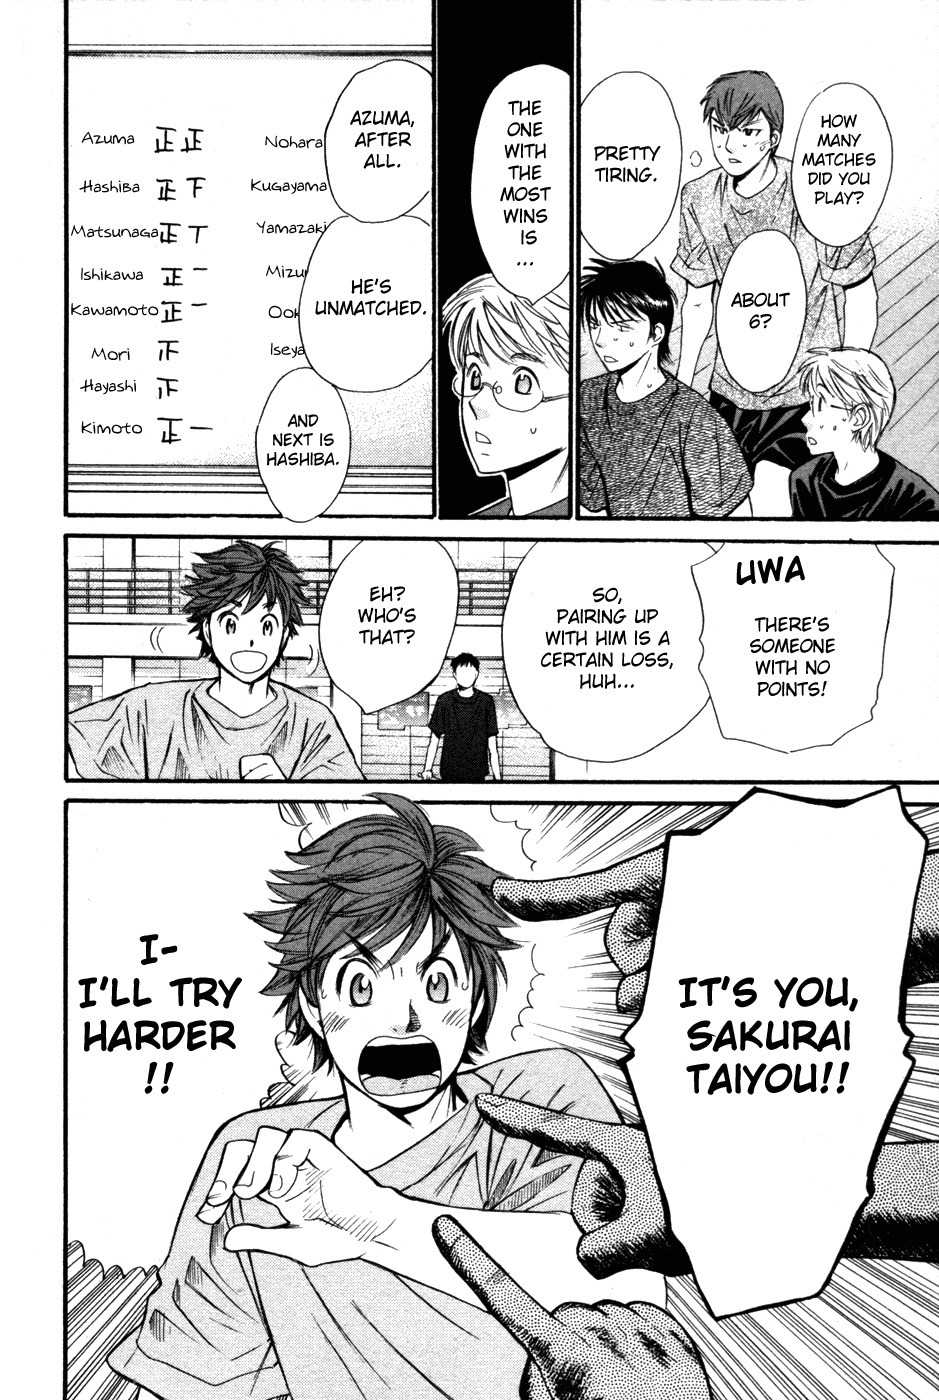 HOW
MANY
MATCHES
DID YOU
PLAY?
PRETTY
TIRING.
ABOUT
6?
THE
ONE
WITH
THE
MOST
WINS
IS
...
AZUMA,
AFTER
ALL.
HE'S
UNMATCHED.
AND
NEXT IS
HASHIBA.
Azuma 正正
Hashiba 正下
Matsunaga 正丅
Ishikawa 正一
Kawamoto 正一
Mori
Hayashi
Kimoto 正一
Nohara
Kugayama
Yamazaki
Mizu
Ook
Iseya
UWA
THERE'S
SOMEONE
WITH NO
POINTS!
SO,
PAIRING UP
WITH HIM IS A
CERTAIN LOSS,
HUH...
EH?
WHO'S
THAT?
IT'S YOU,
SAKURAI
TAIYOU!!
I-
I'LL TRY
HARDER
!!